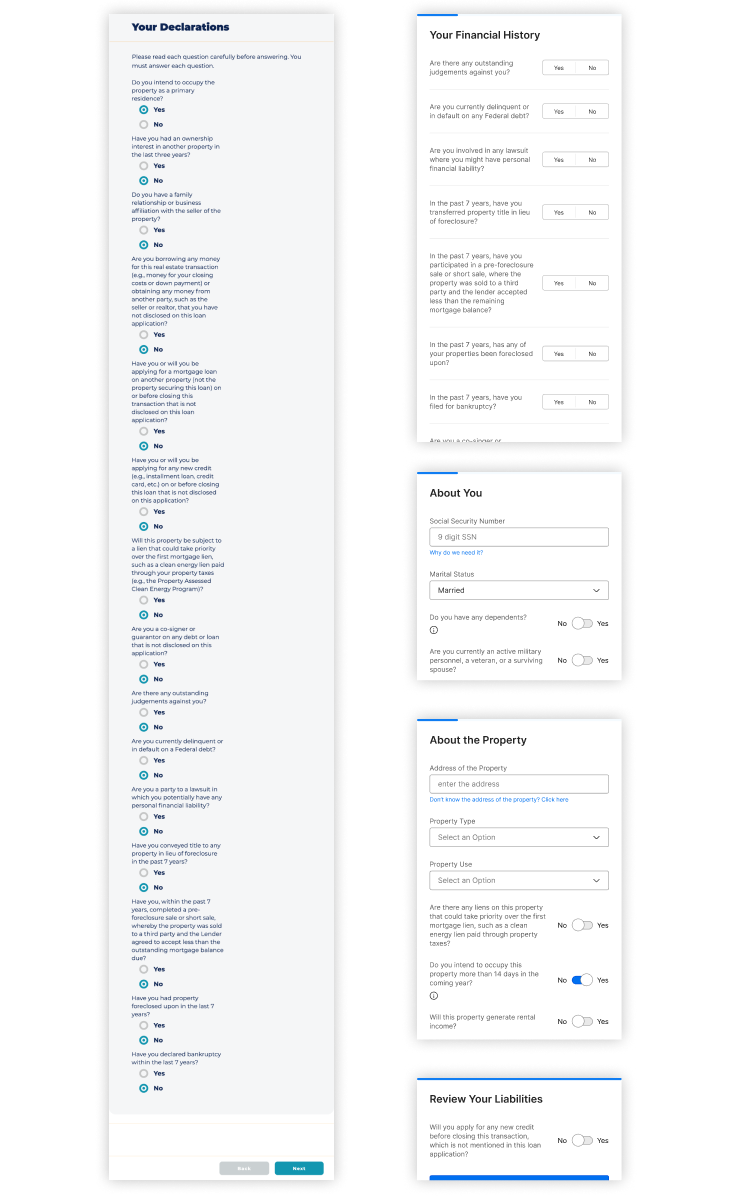 Your Declarations
Please read each question carefully before answering. You
must answer each question.
Do you intend to occupy the
property as a primary
residence?
Yes
No
Have you had an ownership
interest in another property in
the last three years?
Yes
No
Do you have a family
relationship or business
affiliation with the seller of the
property?
Yes
No
Are you borrowing any money
for this real estate transaction
(e.g., money for your closing
costs or down payment) or
obtaining any money from
another party, such as the
seller or realtor, that you have
not disclosed on this loan
application?
Yes
No
Have you or will you be
applying for a mortgage loan
on another property (not the
property securing this loan) on
or before closing this
transaction that is not
disclosed on this loan
application?
Yes
No
Have you or will you be
applying for any new credit
(e.g., installment loan, credit
card, etc.) on or before closing
this loan that is not disclosed
on this application?
Yes
No
Will this property be subject to
a lien that could take priority
over the first mortgage lien,
such as a clean energy lien paid
through your property taxes
(e.g., the Property Assessed
Clean Energy Program)?
Yes
No
Are you a co-signer or
guarantor on any debt or loan
that is not disclosed on this
application?
Yes
No
Are there any outstanding
judgements against you?
Yes
No
Are you currently delinquent or
in default on a Federal debt?
Yes
No
Are you a party to a lawsuit in
which you potentially have any
personal financial liability?
Yes
No
Have you conveyed title to any
property in lieu of foreclosure
in the past 7 years?
Yes
No
Have you, within the past 7
years, completed a pre-
foreclosure sale or short sale,
whereby the property was sold
to a third party and the Lender
agreed to accept less than the
outstanding mortgage balance
due?
Yes
No
Have you had property
foreclosed upon in the last 7
years?
Yes
No
Have you declared bankruptcy
within the last 7 years?
Yes
No
Back Next
Your Financial History
Are there any outstanding
judgements against you?
Yes No
Are you currently delinquent or
in default on any Federal debt?
Yes No
Are you involved in any lawsuit
where you might have personal
financial liability?
Yes No
In the past 7 years, have you
transferred property title in lieu
of foreclosure?
Yes No
In the past 7 years, have you
participated in a pre-foreclosure
sale or short sale, where the
property was sold to a third
party and the lender accepted
less than the remaining
mortgage balance?
Yes No
In the past 7 years, has any of
your properties been foreclosed
upon?
Yes No
In the past 7 years, have you
filed for bankruptcy?
Yes No
Are you a co-signer or
About You
Social Security Number
9 digit SSN
Why do we need it?
Marital Status
Married
Do you have any dependents?
No Yes
Are you currently an active military
personnel, a veteran, or a surviving
spouse?
No Yes
About the Property
Address of the Property
enter the address
Don't know the address of the property? Click here
Property Type
Select an Option
Property Use
Select an Option
Are there any liens on this property
that could take priority over the first
mortgage lien, such as a clean
energy lien paid through property
taxes?
No Yes
Do you intend to occupy this
property more than 14 days in the
coming year?
No Yes
Will this property generate rental
income?
No Yes
Review Your Liabilities
Will you apply for any new credit
before closing this transaction,
which is not mentioned in this loan
application?
No Yes